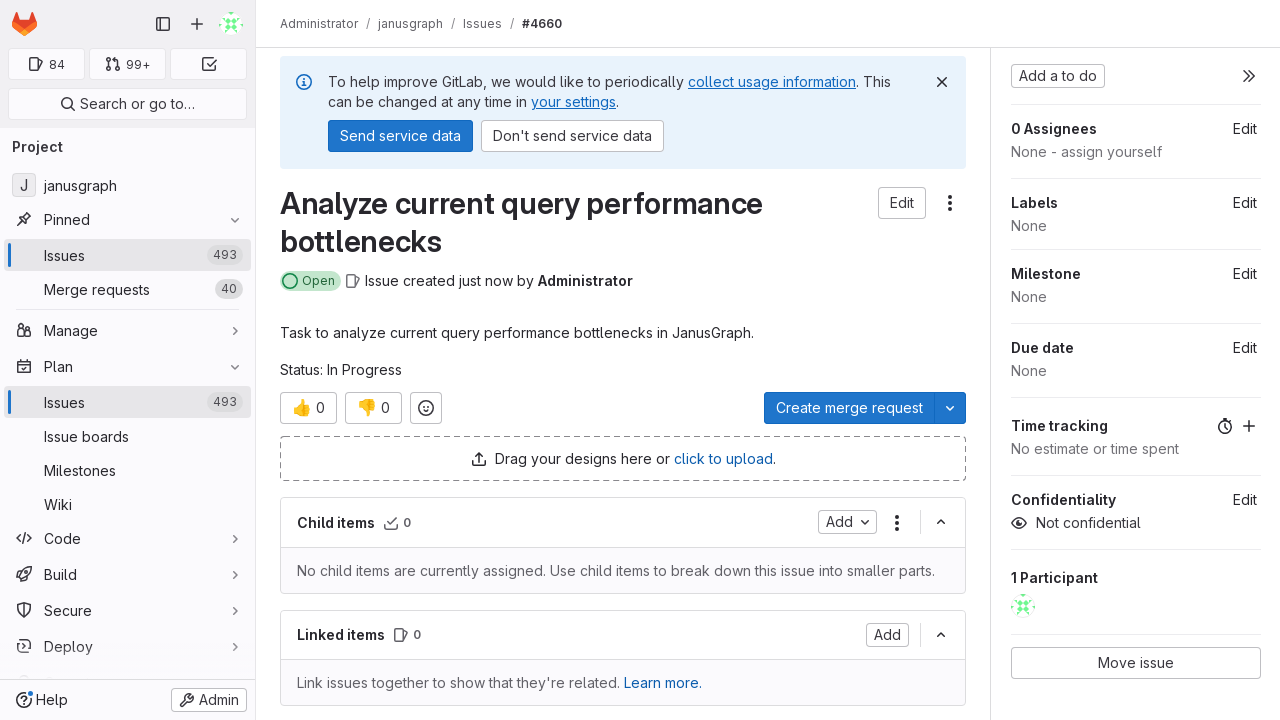 84
99+
Search or go to…
Project
J janusgraph
Pinned
Issues 493
Merge requests 40
Manage
Plan
Issues 493
Issue boards
Milestones
Wiki
Code
Build
Secure
Deploy
Help
Admin
Administrator / janusgraph / Issues / #4660
To help improve GitLab, we would like to periodically collect usage information. This
can be changed at any time in your settings.
Send service data
Don't send service data
Analyze current query performance
bottlenecks
Edit
Open Issue created just now by Administrator
Task to analyze current query performance bottlenecks in JanusGraph.
Status: In Progress
👍 0
👎 0
Create merge request
Drag your designs here or click to upload.
Child items 0
Add
No child items are currently assigned. Use child items to break down this issue into smaller parts.
Linked items 0
Add
Link issues together to show that they're related. Learn more.
Add a to do
0 Assignees Edit
None - assign yourself
Labels Edit
None
Milestone Edit
None
Due date Edit
None
Time tracking
No estimate or time spent
Confidentiality Edit
Not confidential
1 Participant
Move issue